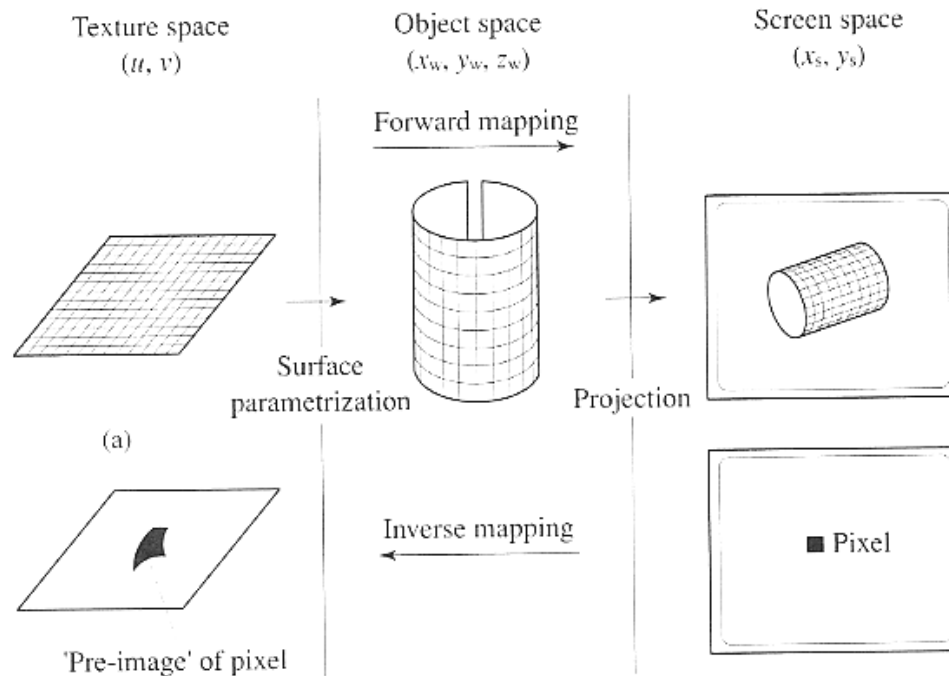 Texture space
(u, v)
Object space
(xw, yw, zw)
Screen space
(xs, ys)
Forward mapping
Surface
parametrization
Projection
(a)
Inverse mapping
Pixel
'Pre-image' of pixel